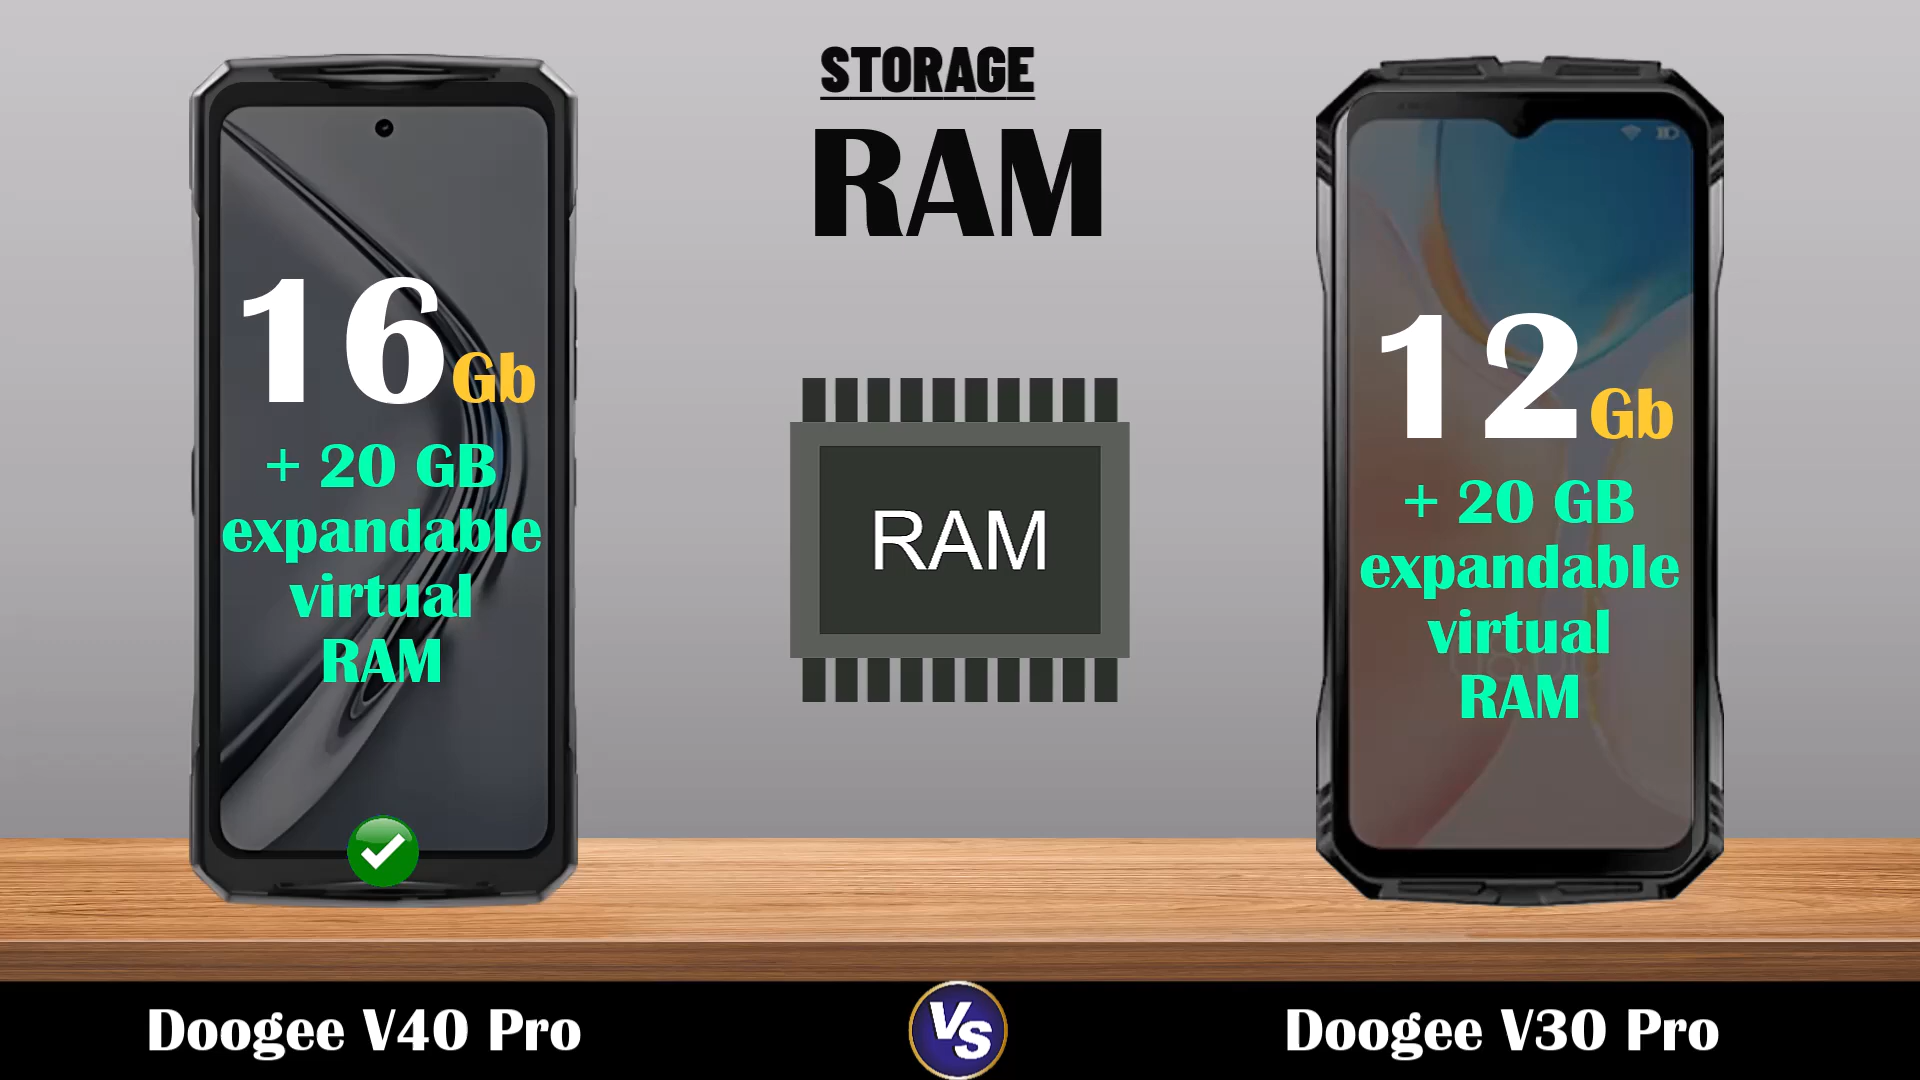 STORAGE
RAM
16Gb
+ 20 GB
expandable
virtual
RAM
RAM
12Gb
+ 20 GB
expandable
virtual
RAM
Doogee V40 Pro
VS
Doogee V30 Pro